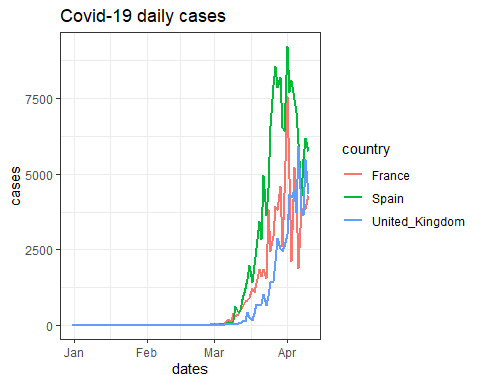 Covid-19 daily cases
cases
7500
5000
2500
0
Jan Feb Mar Apr
dates
country
France
Spain
United_Kingdom